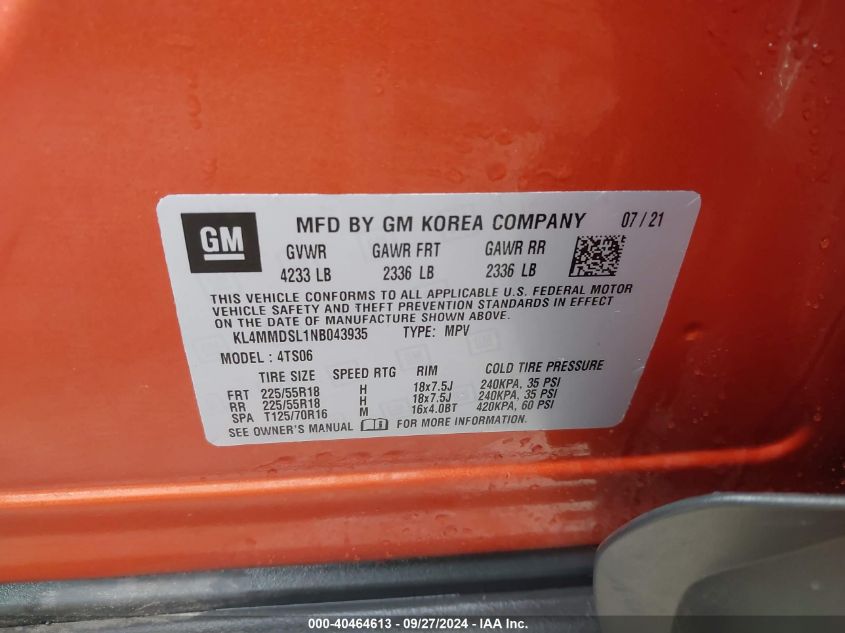 GM MFD BY GM KOREA COMPANY 07/21
GVWR GAWR FRT GAWR RR
4233 LB 2336 LB 2336 LB
THIS VEHICLE CONFORMS TO ALL APPLICABLE U.S. FEDERAL MOTOR
VEHICLE SAFETY AND THEFT PREVENTION STANDARDS IN EFFECT
ON THE DATE OF MANUFACTURE SHOWN ABOVE.
KL4MMDSL1NB043935 TYPE: MPV
MODEL: 4TS06
TIRE SIZE SPEED RTG RIM COLD TIRE PRESSURE
FRT 225/55R18 H 18x7.5J 240KPA, 35 PSI
RR 225/55R18 H 18x7.5J 240KPA, 35 PSI
SPA T125/70R16 M 16x4.0BT 420KPA, 60 PSI
SEE OWNER'S MANUAL FOR MORE INFORMATION.
000-40464613 - 09/27/2024 - IAA, LLC.